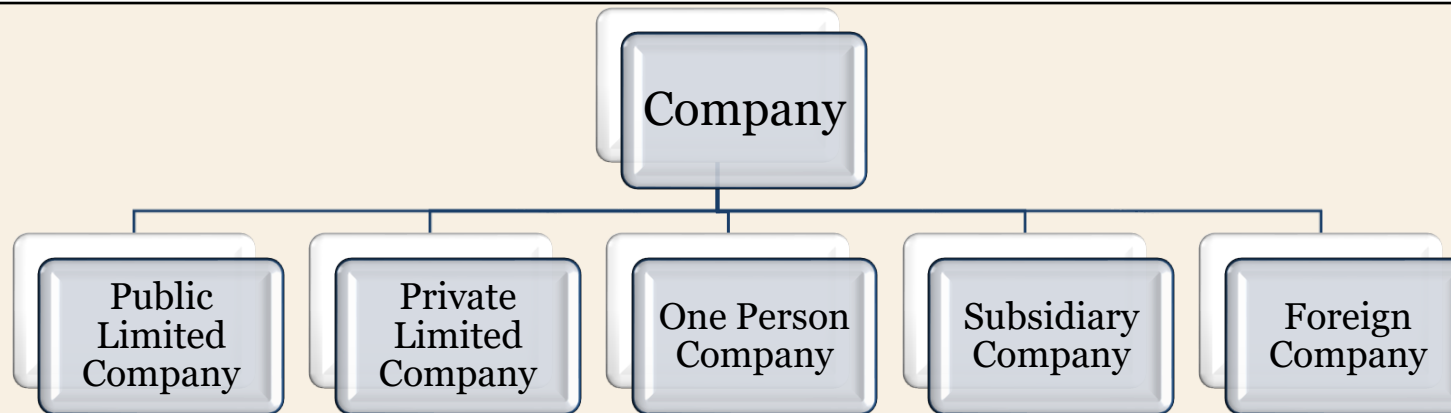 Company
Public
Limited
Company
Private
Limited
Company
One Person
Company
Subsidiary
Company
Foreign
Company